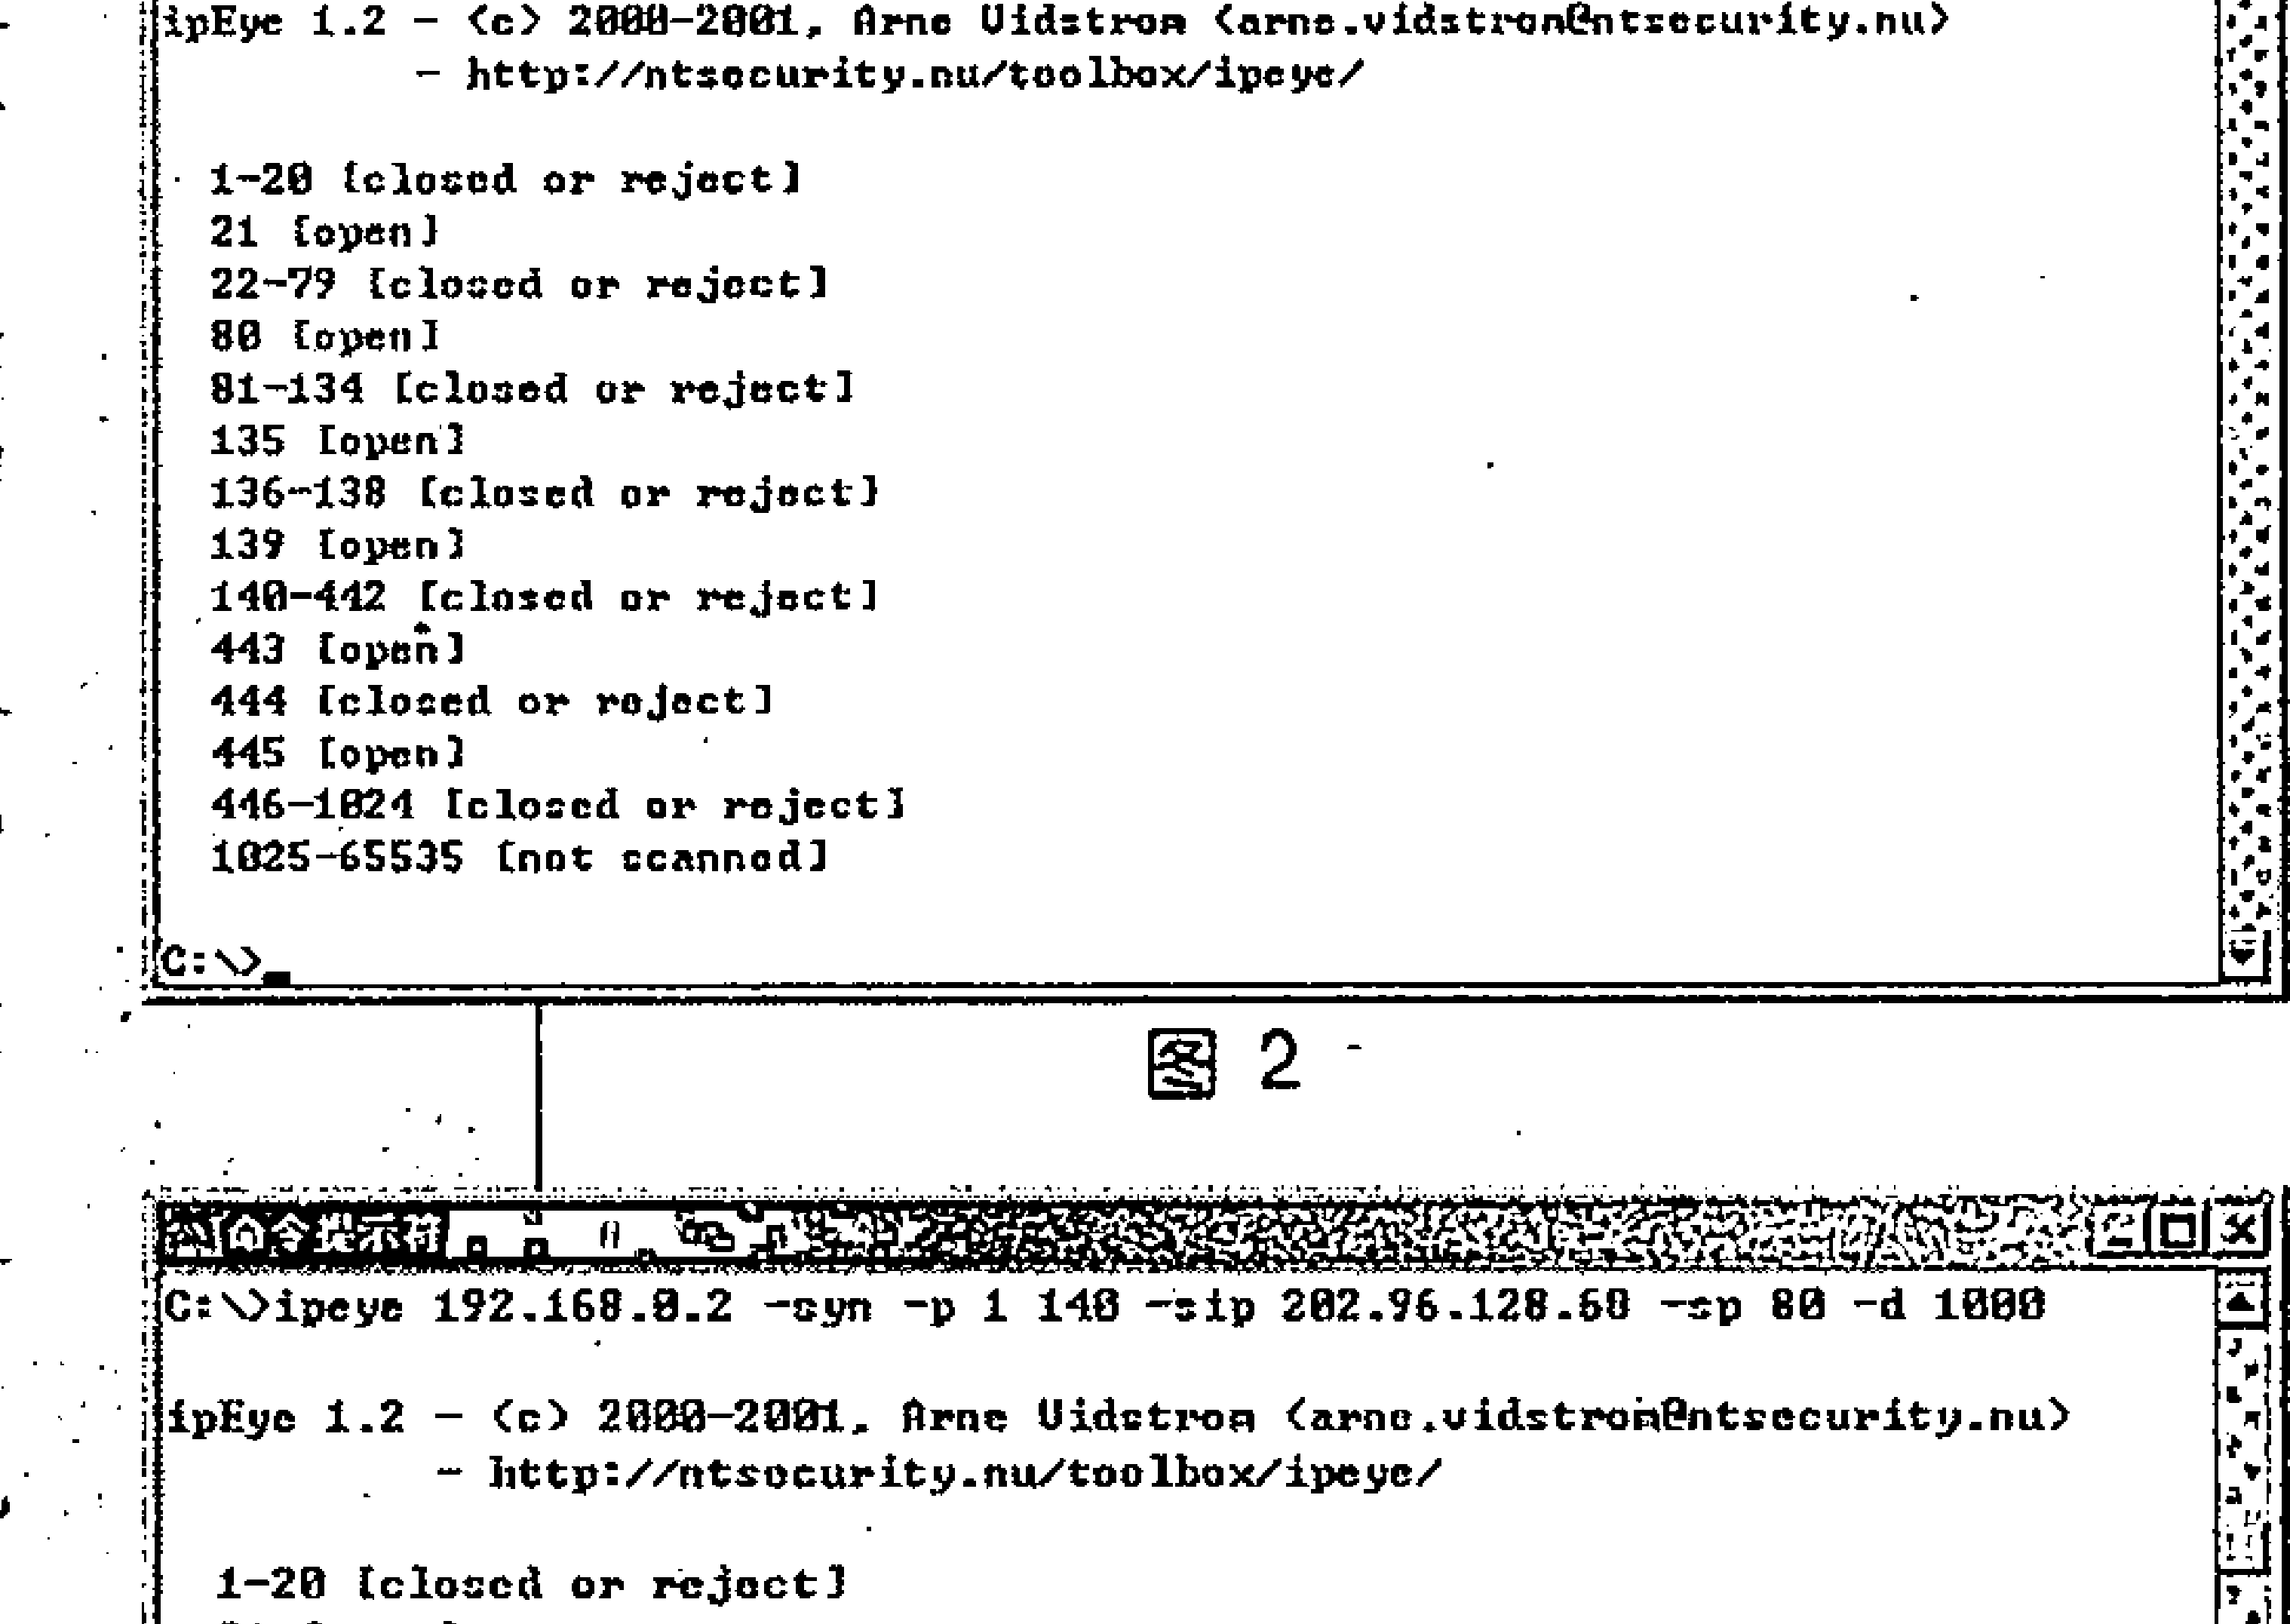 ipEye 1.2 - (c) 2000-2001, Arne Vidstrom (arne.vidstrom@ntsecurity.nu)
- http://ntsecurity.nu/toolbox/ipeye/
1-20 [closed or reject]
21 [open]
22-79 [closed or reject]
80 [open]
81-134 [closed or reject]
135 [open]
136-138 [closed or reject]
139 [open]
140-442 [closed or reject]
443 [open]
444 [closed or reject]
445 [open]
446-1024 [closed or reject]
1025-65535 [not scanned]
C:\>
图 2
命令提示符
C:\>ipeye 192.168.0.2 -syn -p 1 140 -sip 202.96.128.68 -sp 80 -d 1000
ipEye 1.2 - (c) 2000-2001, Arne Vidstrom (arne.vidstrom@ntsecurity.nu)
- http://ntsecurity.nu/toolbox/ipeye/
1-20 [closed or reject]